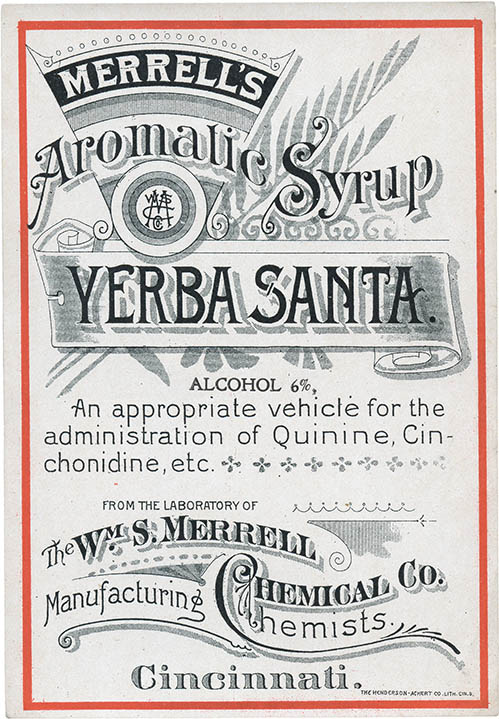 MERRELL'S
Aromatic Syrup
YERBA SANTA.
ALCOHOL 6%,
An appropriate vehicle for the
administration of Quinine, Cin-
chonidine, etc.
FROM THE LABORATORY OF
The Wm. S. MERRELL
CHEMICAL CO.
Manufacturing Chemists.
Cincinnati.
THE HENDERSON-ACHERT CO. LITH. CIN. O.